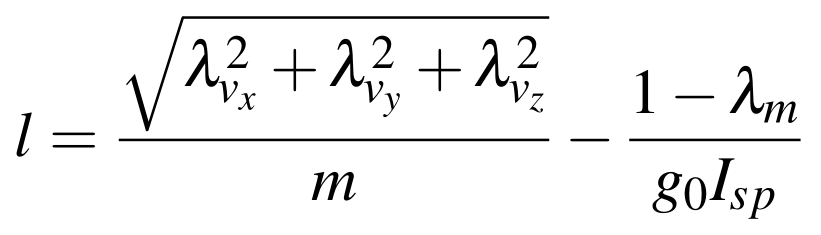 l = \frac{\sqrt{\lambda_{v_x}^2 + \lambda_{v_y}^2 + \lambda_{v_z}^2}}{m} - \frac{1 - \lambda_m}{g_0 I_{sp}}